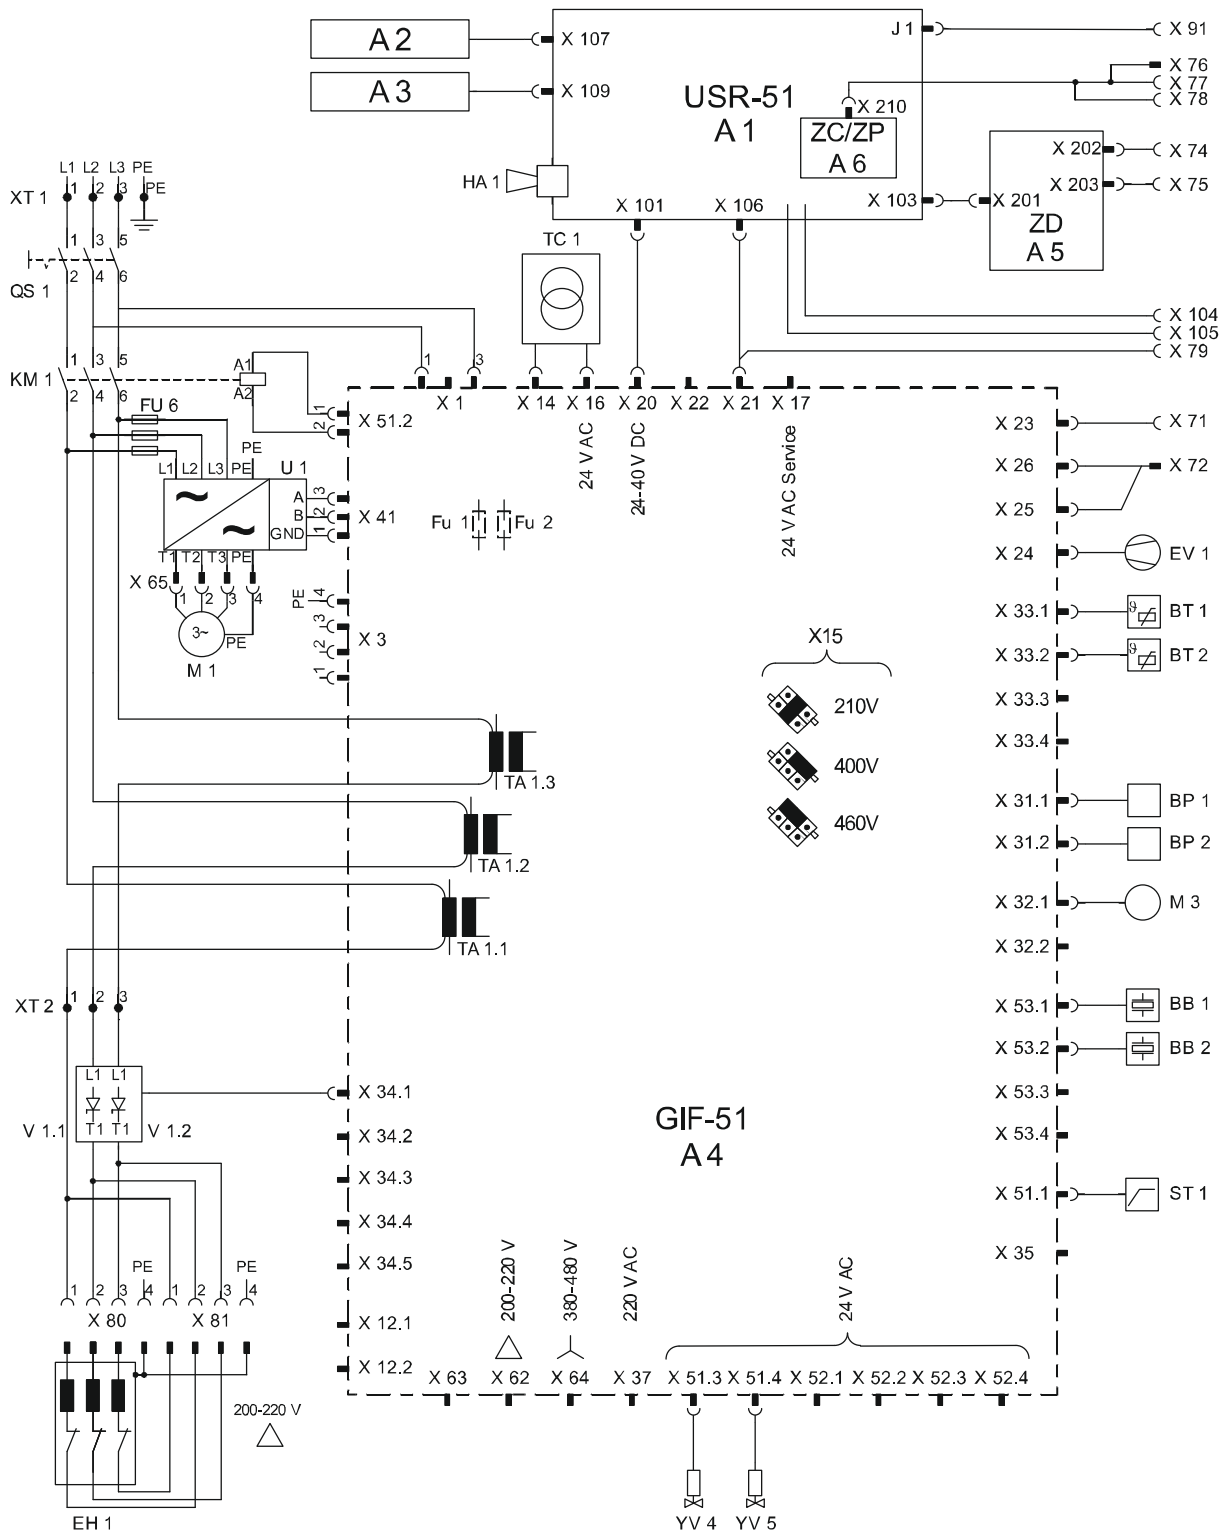 A 2
X 107
J 1
X 91
A 3
X 109
USR-51
A 1
X 210
ZC/ZP
A 6
X 76
X 77
X 78
X 202
X 74
X 203
X 75
L1 L2 L3 PE
XT 1
1 2 3 PE
HA 1
X 101
X 106
X 103
X 201
ZD
A 5
TC 1
1 3 5
QS 1
2 4 6
X 104
X 105
X 79
1 3 5
KM 1
2 4 6
A1
A2
1 3
X 1
X 14
X 16
X 20
X 22
X 21
X 17
24 V AC
24-40 V DC
24 V AC Service
FU 6
1
2
X 51.2
X 23
X 71
X 26
X 72
X 25
L1 L2 L3 PE
PE
U 1
A 3
B 2
GND 1
X 41
Fu 1
Fu 2
X 24
EV 1
T1 T2 T3 PE
X 65
1 2 3 4
3~
PE
M 1
PE 4
3
2
1
X 3
X 33.1
BT 1
X 33.2
BT 2
X 33.3
X 33.4
X15
210V
400V
460V
TA 1.3
TA 1.2
TA 1.1
X 31.1
BP 1
X 31.2
BP 2
X 32.1
M 3
X 32.2
XT 2
1 2 3
X 53.1
BB 1
X 53.2
BB 2
X 53.3
X 53.4
L1 L1
T1 T1
V 1.1
V 1.2
X 34.1
X 34.2
X 34.3
X 34.4
X 34.5
GIF-51
A 4
X 51.1
ST 1
X 35
PE
PE
1 2 3 4 1 2 3 4
X 80
X 81
X 12.1
X 12.2
200-220 V
380-480 V
220 V AC
24 V AC
X 63
X 62
X 64
X 37
X 51.3
X 51.4
X 52.1
X 52.2
X 52.3
X 52.4
200-220 V
EH 1
YV 4
YV 5